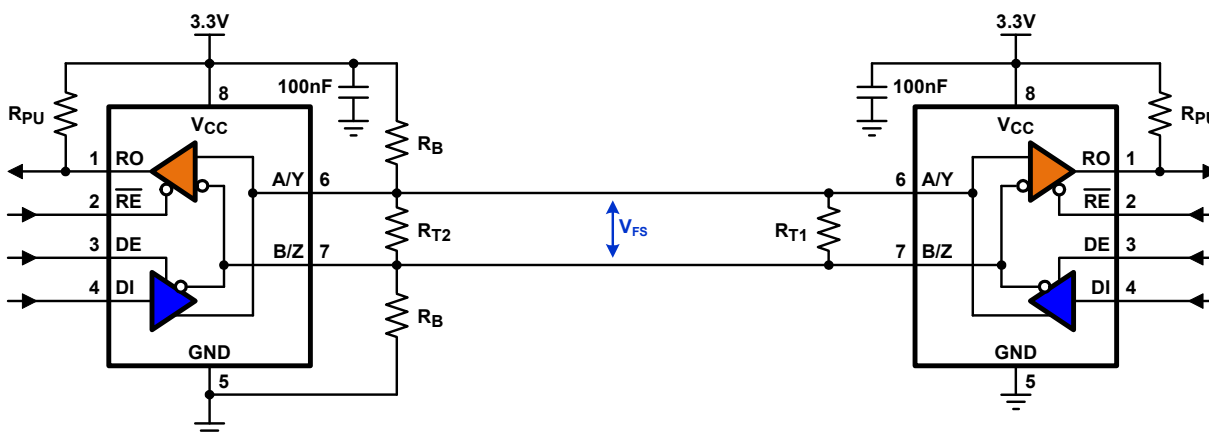 3.3V
3.3V
100nF
100nF
8
8
RPU
RPU
VCC
VCC
RB
1 RO
RO 1
A/Y 6
6 A/Y
2 RE
RE 2
RT2
VFS
RT1
3 DE
DE 3
B/Z 7
7 B/Z
4 DI
DI 4
RB
GND
GND
5
5